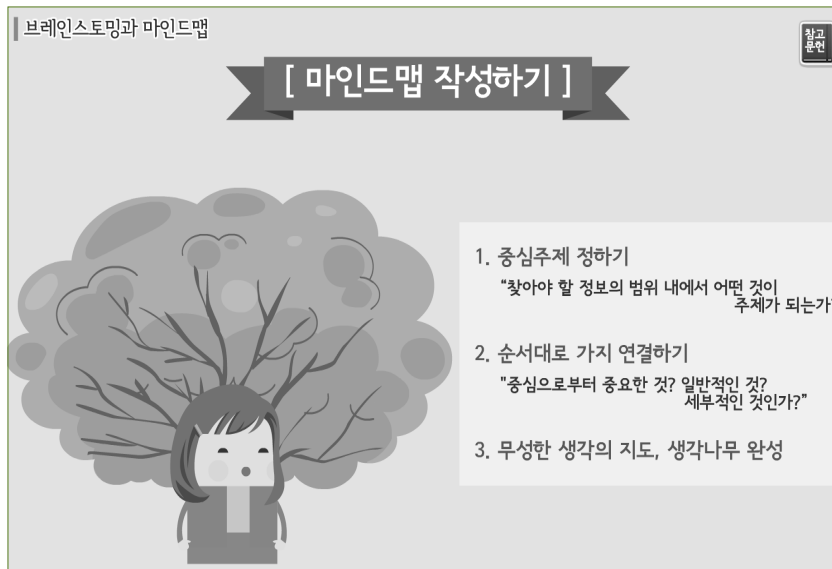 브레인스토밍과 마인드맵
참고
문헌
[ 마인드맵 작성하기 ]
1. 중심주제 정하기
"찾아야 할 정보의 범위 내에서 어떤 것이
주제가 되는가?
2. 순서대로 가지 연결하기
"중심으로부터 중요한 것? 일반적인 것?
세부적인 것인가?"
3. 무성한 생각의 지도, 생각나무 완성